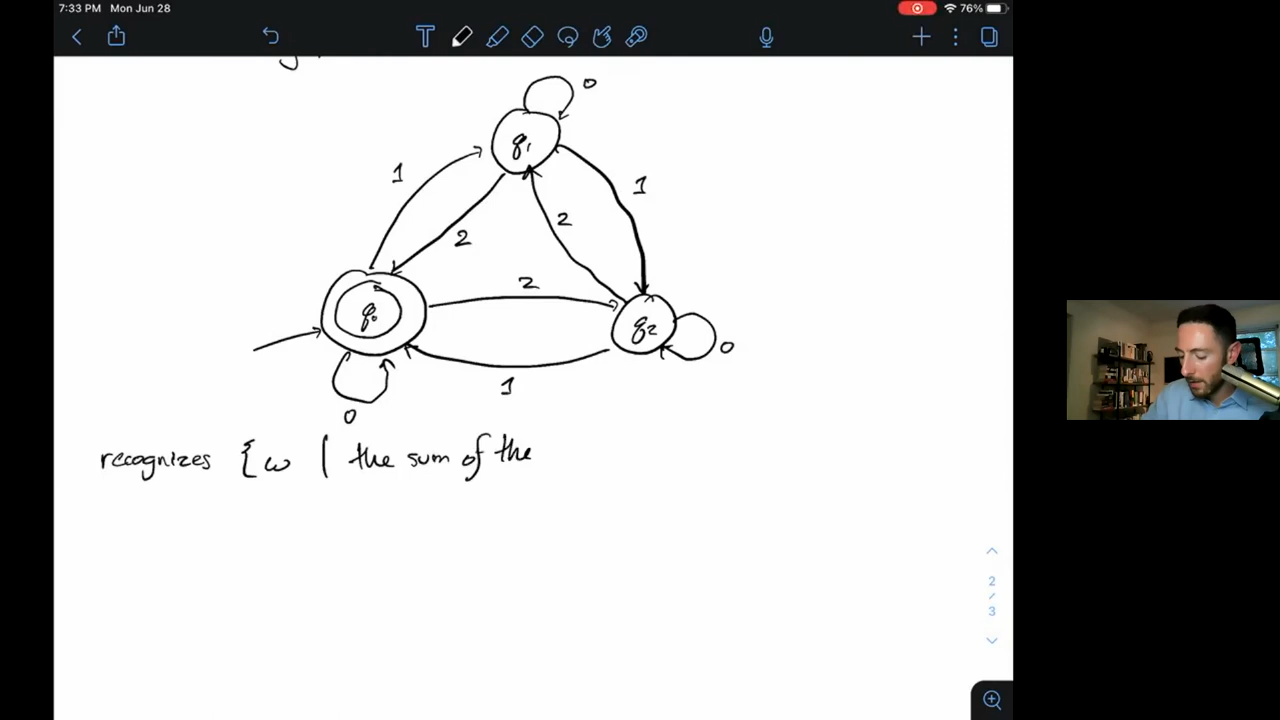 7:33 PM Mon Jun 28
76%
T
0
q1
1
1
2
2
2
q0
q2
0
1
0
recognizes { ω | the sum of the
2
/
3